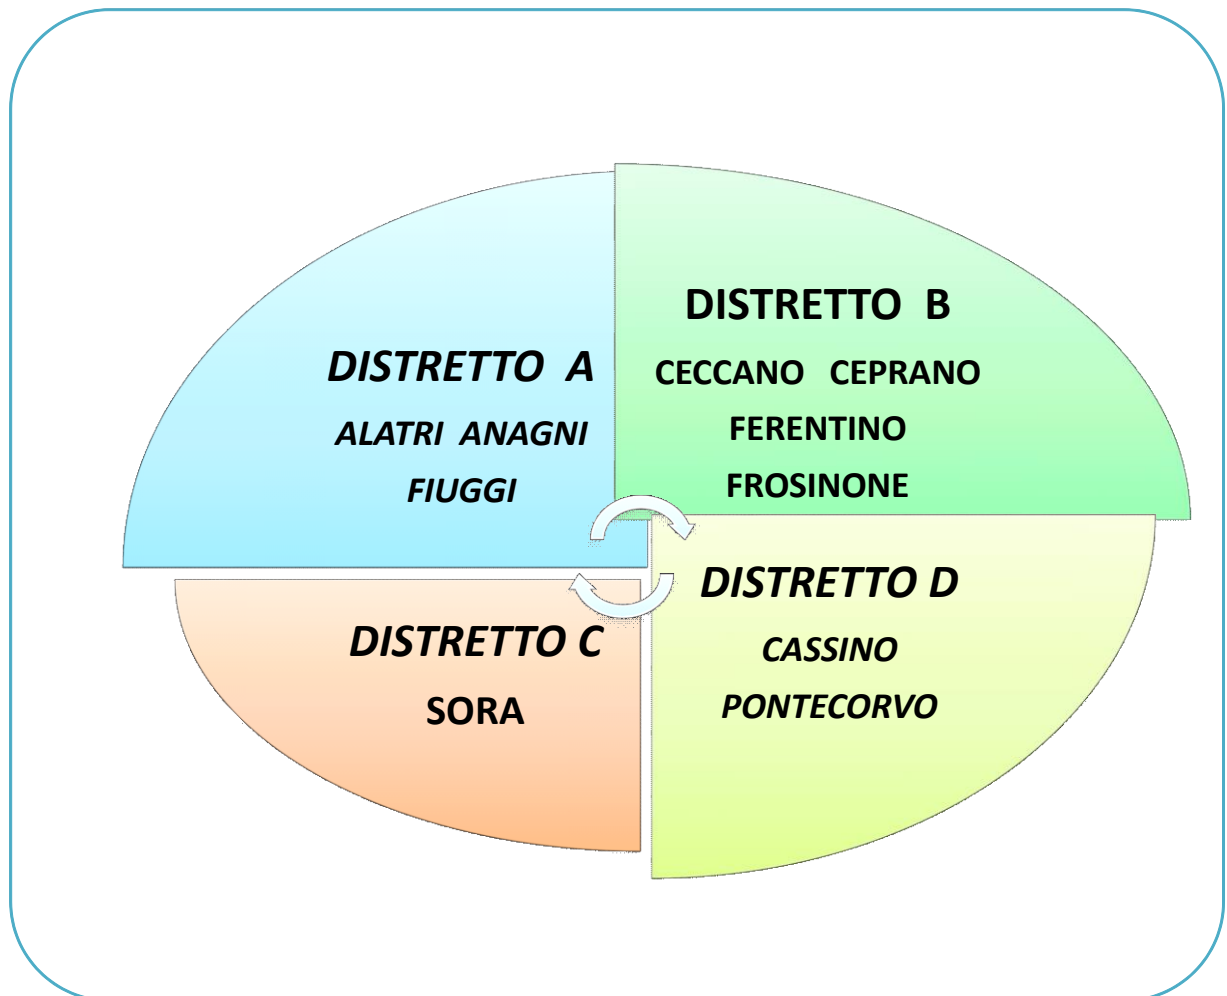 DISTRETTO A
ALATRI ANAGNI
FIUGGI
DISTRETTO B
CECCANO CEPRANO
FERENTINO
FROSINONE
DISTRETTO C
SORA
DISTRETTO D
CASSINO
PONTECORVO